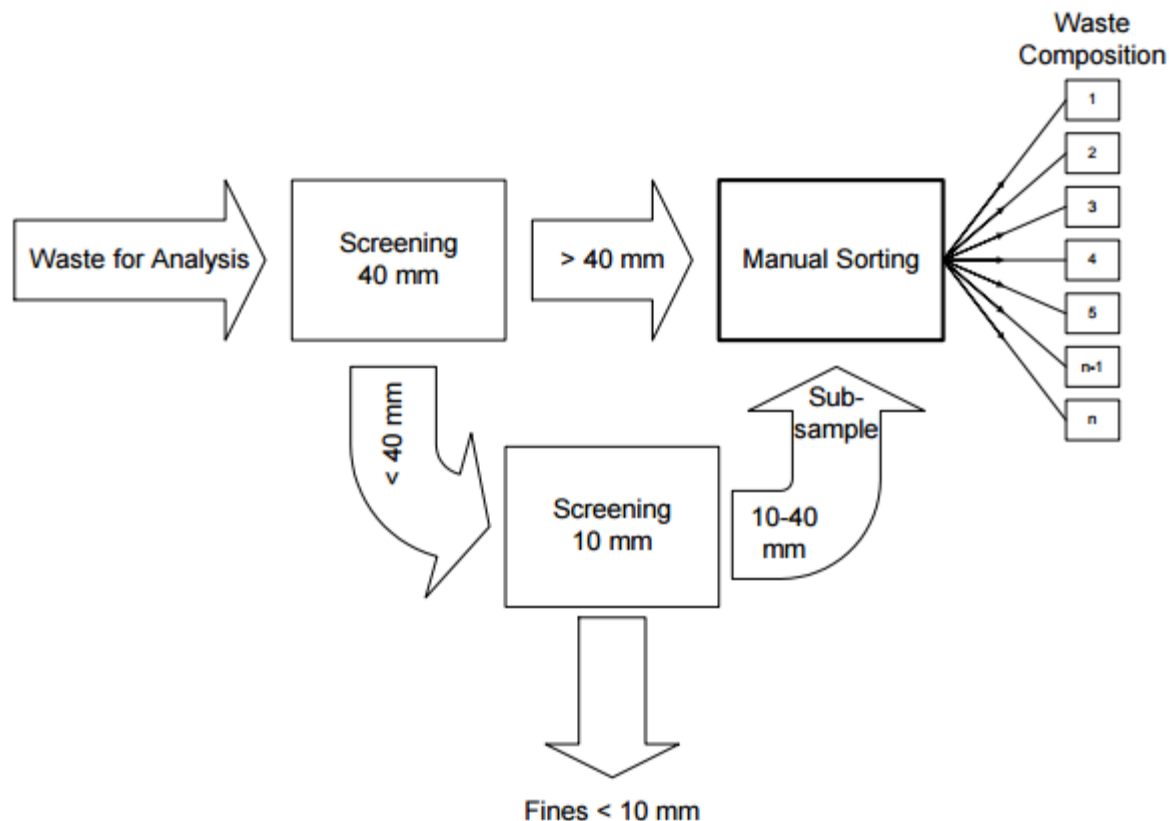 Waste
Composition
1
2
3
4
5
n-1
n
Waste for Analysis
Screening
40 mm
> 40 mm
Manual Sorting
< 40 mm
Screening
10 mm
10-40
mm
Sub-
sample
Fines < 10 mm